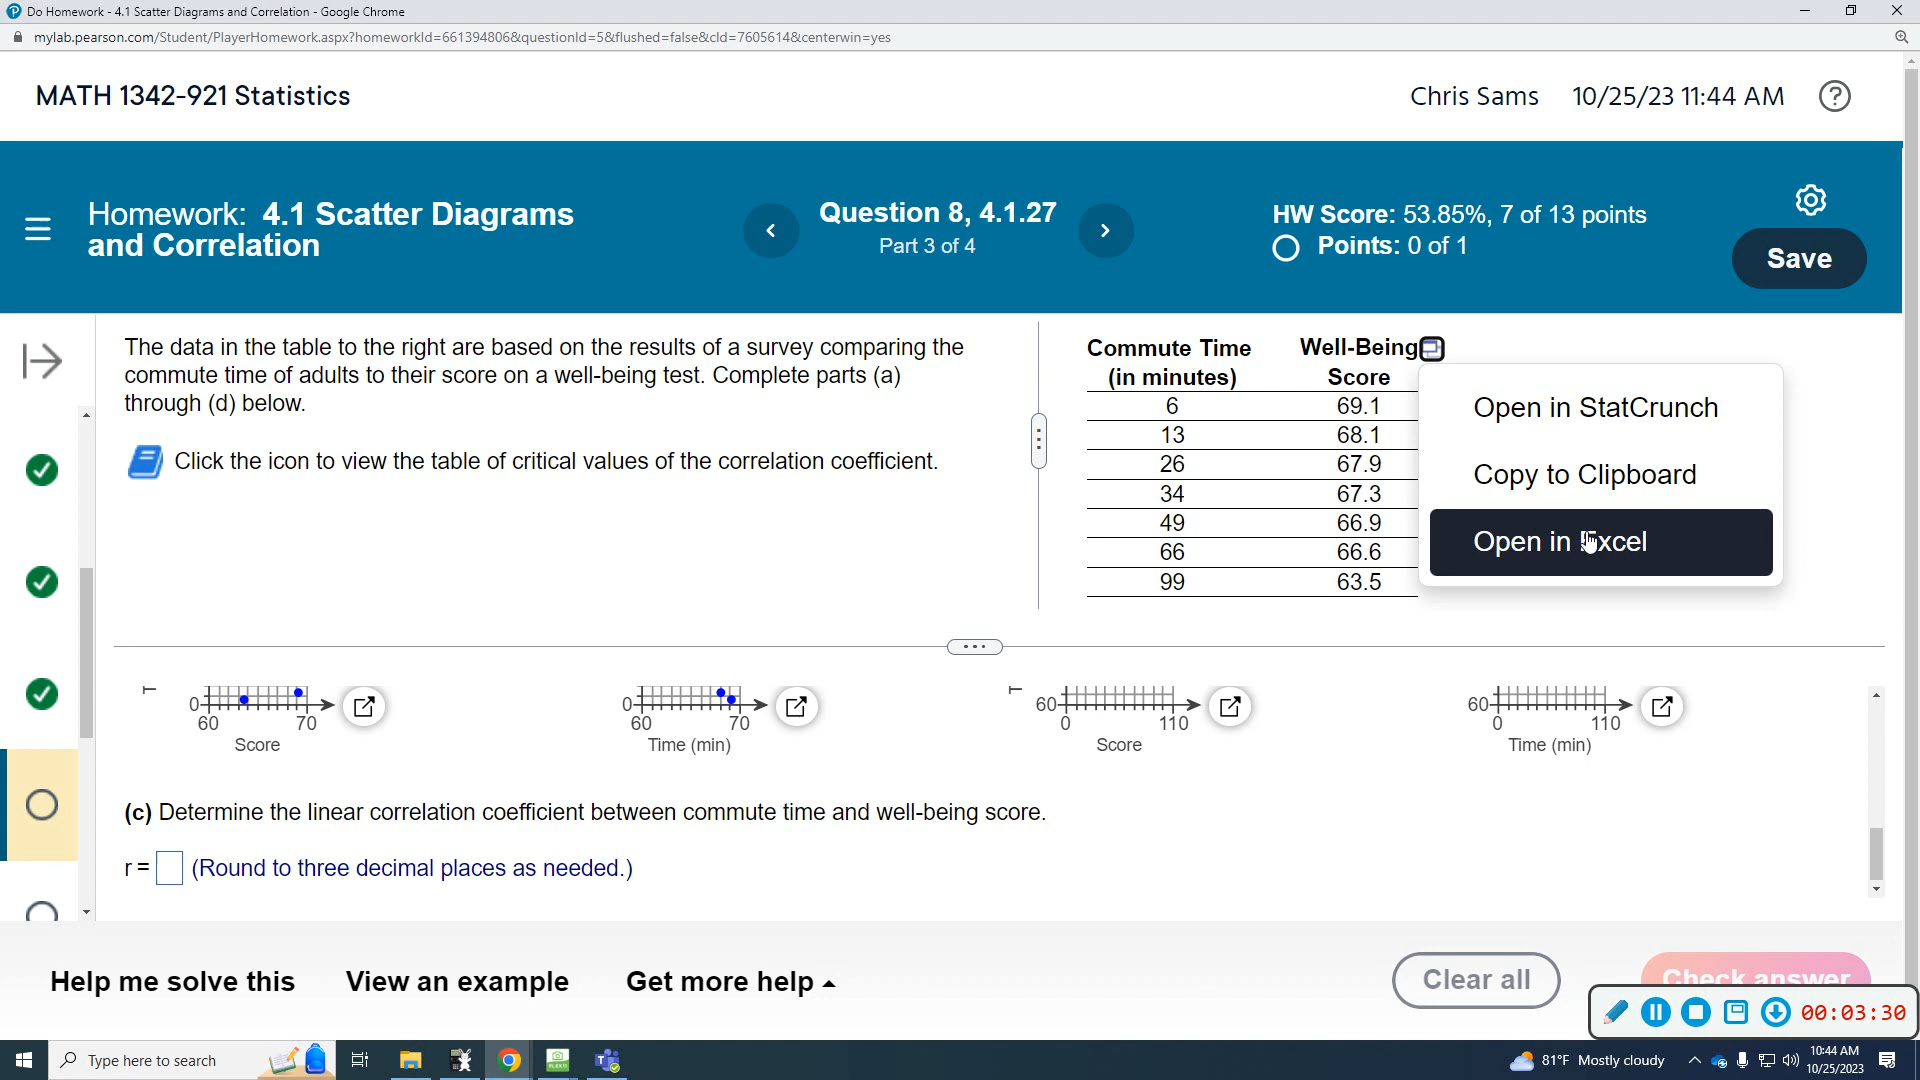 Do Homework - 4.1 Scatter Diagrams and Correlation - Google Chrome
mylab.pearson.com/Student/PlayerHomework.aspx?homeworkId=661394806&questionId=5&flushed=false&cId=7605614&centerwin=yes
MATH 1342-921 Statistics
Chris Sams 10/25/23 11:44 AM
?
Homework: 4.1 Scatter Diagrams
and Correlation
Question 8, 4.1.27
Part 3 of 4
HW Score: 53.85%, 7 of 13 points
Points: 0 of 1
Save
The data in the table to the right are based on the results of a survey comparing the
commute time of adults to their score on a well-being test. Complete parts (a)
through (d) below.
Click the icon to view the table of critical values of the correlation coefficient.
Commute Time Well-Being
(in minutes) Score
6 69.1
13 68.1
26 67.9
34 67.3
49 66.9
66 66.6
99 63.5
Open in StatCrunch
Copy to Clipboard
Open in Excel
0 0 60 60
60 70 60 70 0 110 0 110
Score Time (min) Score Time (min)
(c) Determine the linear correlation coefficient between commute time and well-being score.
r = (Round to three decimal places as needed.)
Help me solve this View an example Get more help
Clear all
Check answer
00:03:30
Type here to search
81°F Mostly cloudy
10:44 AM
10/25/2023